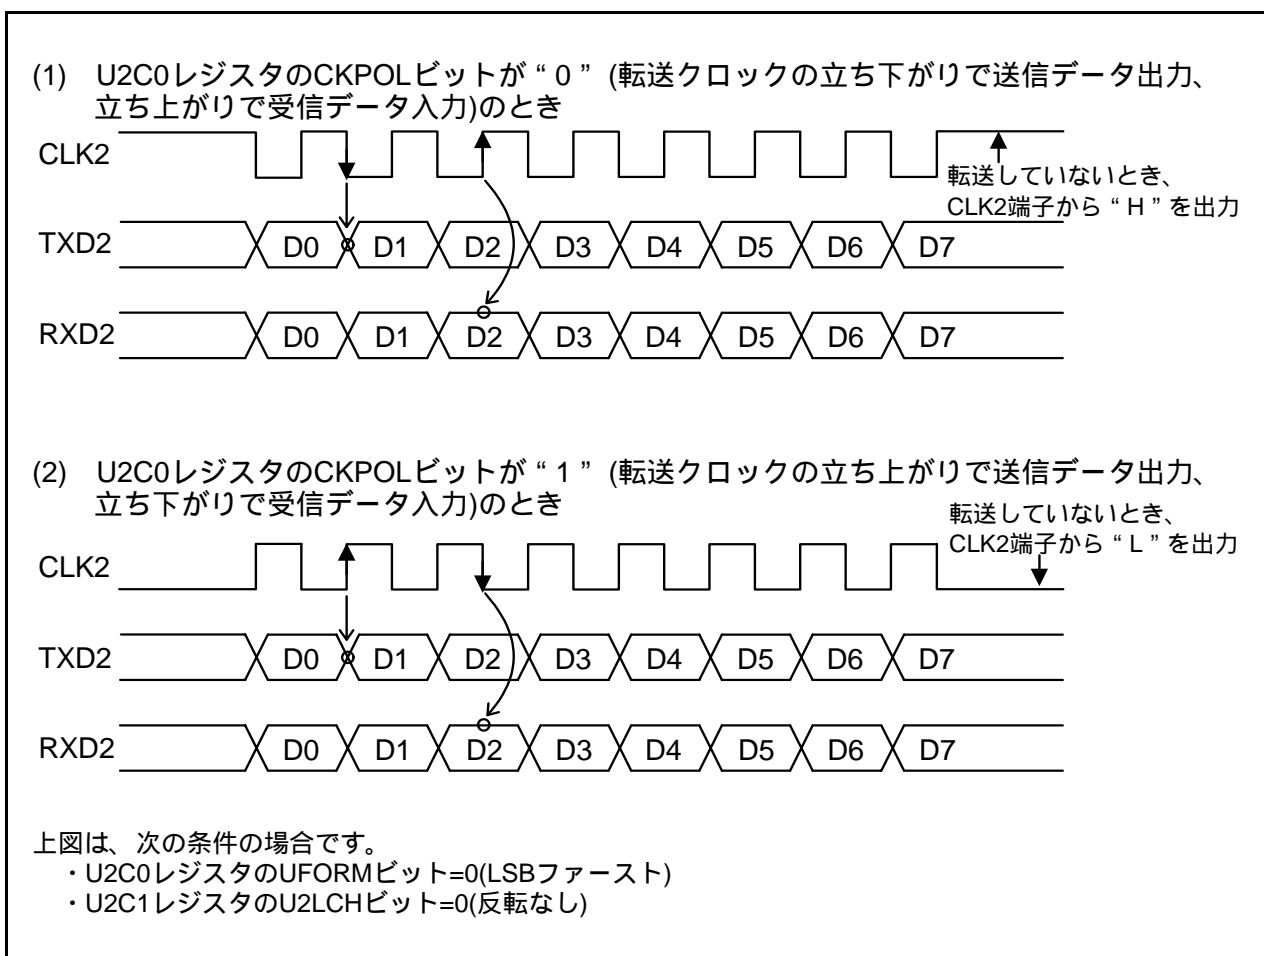 (1) U2C0レジスタのCKPOLビットが“0”(転送クロックの立ち下がりで送信データ出力、
立ち上がりで受信データ入力)のとき
CLK2
転送していないとき、
CLK2端子から“H”を出力
TXD2 D0 D1 D2 D3 D4 D5 D6 D7
RXD2 D0 D1 D2 D3 D4 D5 D6 D7
(2) U2C0レジスタのCKPOLビットが“1”(転送クロックの立ち上がりで送信データ出力、
立ち下がりで受信データ入力)のとき
転送していないとき、
CLK2端子から“L”を出力
CLK2
TXD2 D0 D1 D2 D3 D4 D5 D6 D7
RXD2 D0 D1 D2 D3 D4 D5 D6 D7
上図は、次の条件の場合です。
・U2C0レジスタのUFORMビット=0(LSBファースト)
・U2C1レジスタのU2LCHビット=0(反転なし)